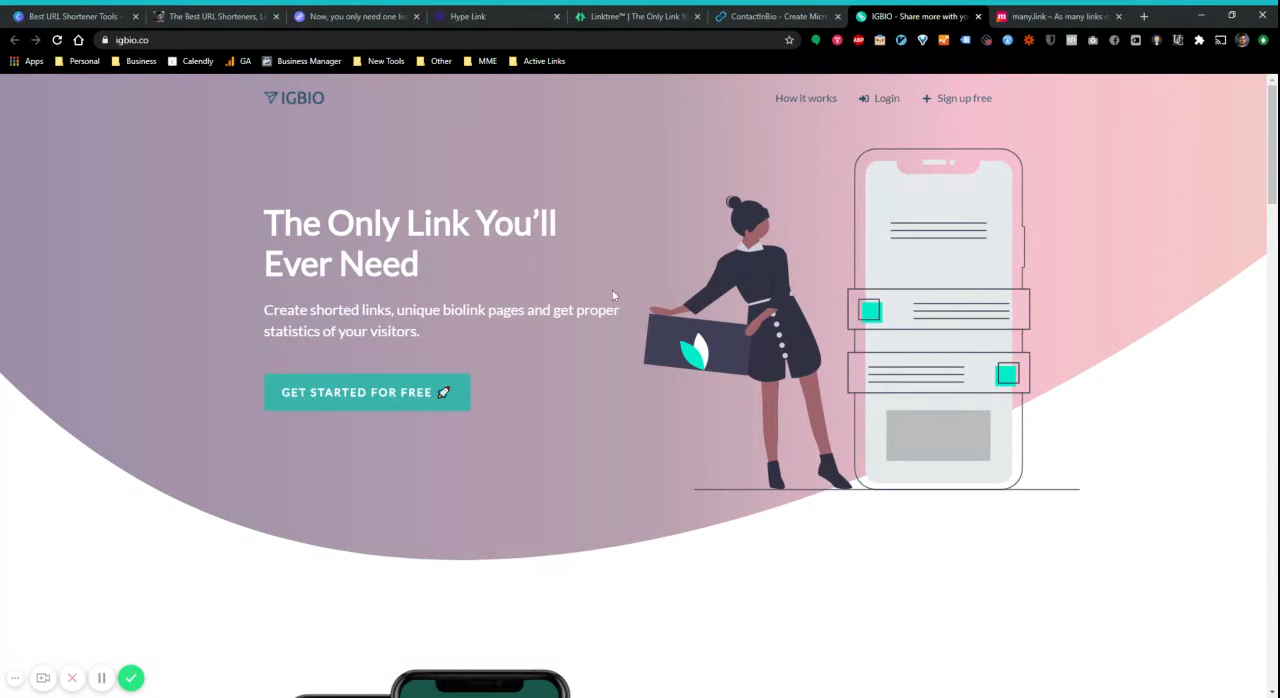 Best URL Shortener Tools -
The Best URL Shorteners, Li
Now, you only need one lin
Hype Link
Linktree™ | The Only Link Y
ContactInBio - Create Micro
IGBIO - Share more with yo
many.link – As many links o
igbio.co
ABP
Apps
Personal
Business
Calendly
GA
Business Manager
New Tools
Other
MME
Active Links
IGBIO
How it works
Login
Sign up free
The Only Link You'll
Ever Need
Create shorted links, unique biolink pages and get proper
statistics of your visitors.
GET STARTED FOR FREE 🚀